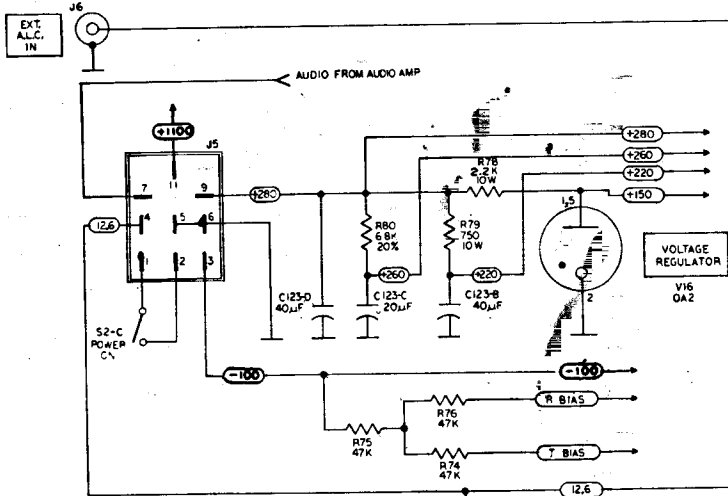 J6
EXT.
A.L.C.
IN
AUDIO FROM AUDIO AMP
+1100
J5
11
7
9
+280
12.6
4
5
6
1
2
3
S2-C
POWER
R80
6.8K
20%
R78
2.2K
10W
R79
750
10W
+280
+260
+220
+150
+260
+220
C123-D
40µF
C123-C
20µF
C123-B
40µF
1,5
2
VOLTAGE
REGULATOR
V16
OA2
-100
-100
R75
47K
R76
47K
R BIAS
R74
47K
T BIAS
12.6